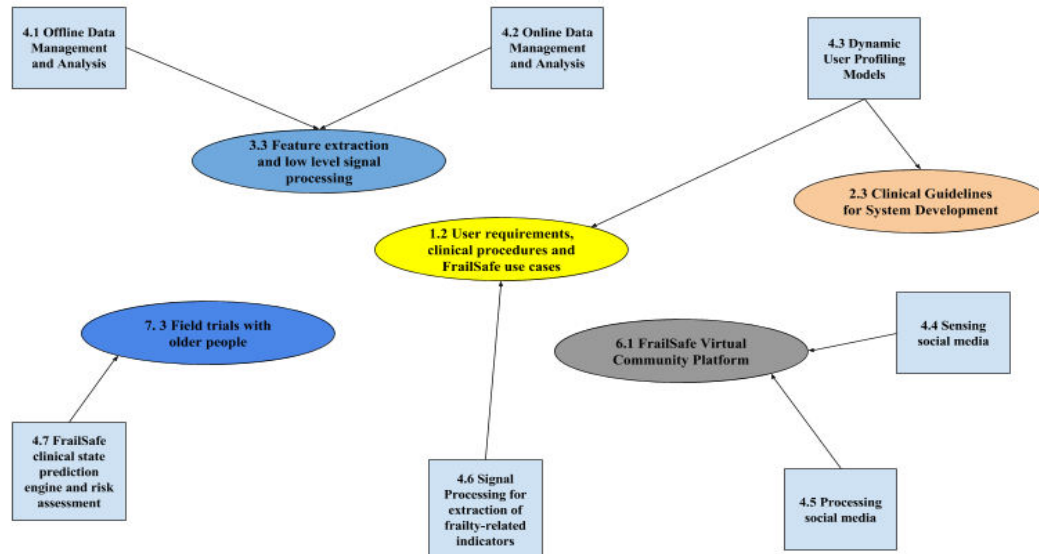 4.1 Offline Data
Management
and Analysis
4.2 Online Data
Management
and Analysis
4.3 Dynamic
User Profiling
Models
3.3 Feature extraction
and low level signal
processing
2.3 Clinical Guidelines
for System Development
1.2 User requirements,
clinical procedures and
FrailSafe use cases
7. 3 Field trials with
older people
6.1 FrailSafe Virtual
Community Platform
4.4 Sensing
social media
4.7 FrailSafe
clinical state
prediction
engine and risk
assessment
4.6 Signal
Processing for
extraction of
frailty-related
indicators
4.5 Processing
social media